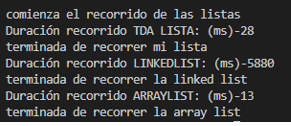 comienza el recorrido de las listas
Duración recorrido TDA LISTA: (ms)-28
terminada de recorrer mi lista
Duración recorrido LINKEDLIST: (ms)-5880
terminada de recorrer la linked list
Duración recorrido ARRAYLIST: (ms)-13
terminada de recorrer la array list